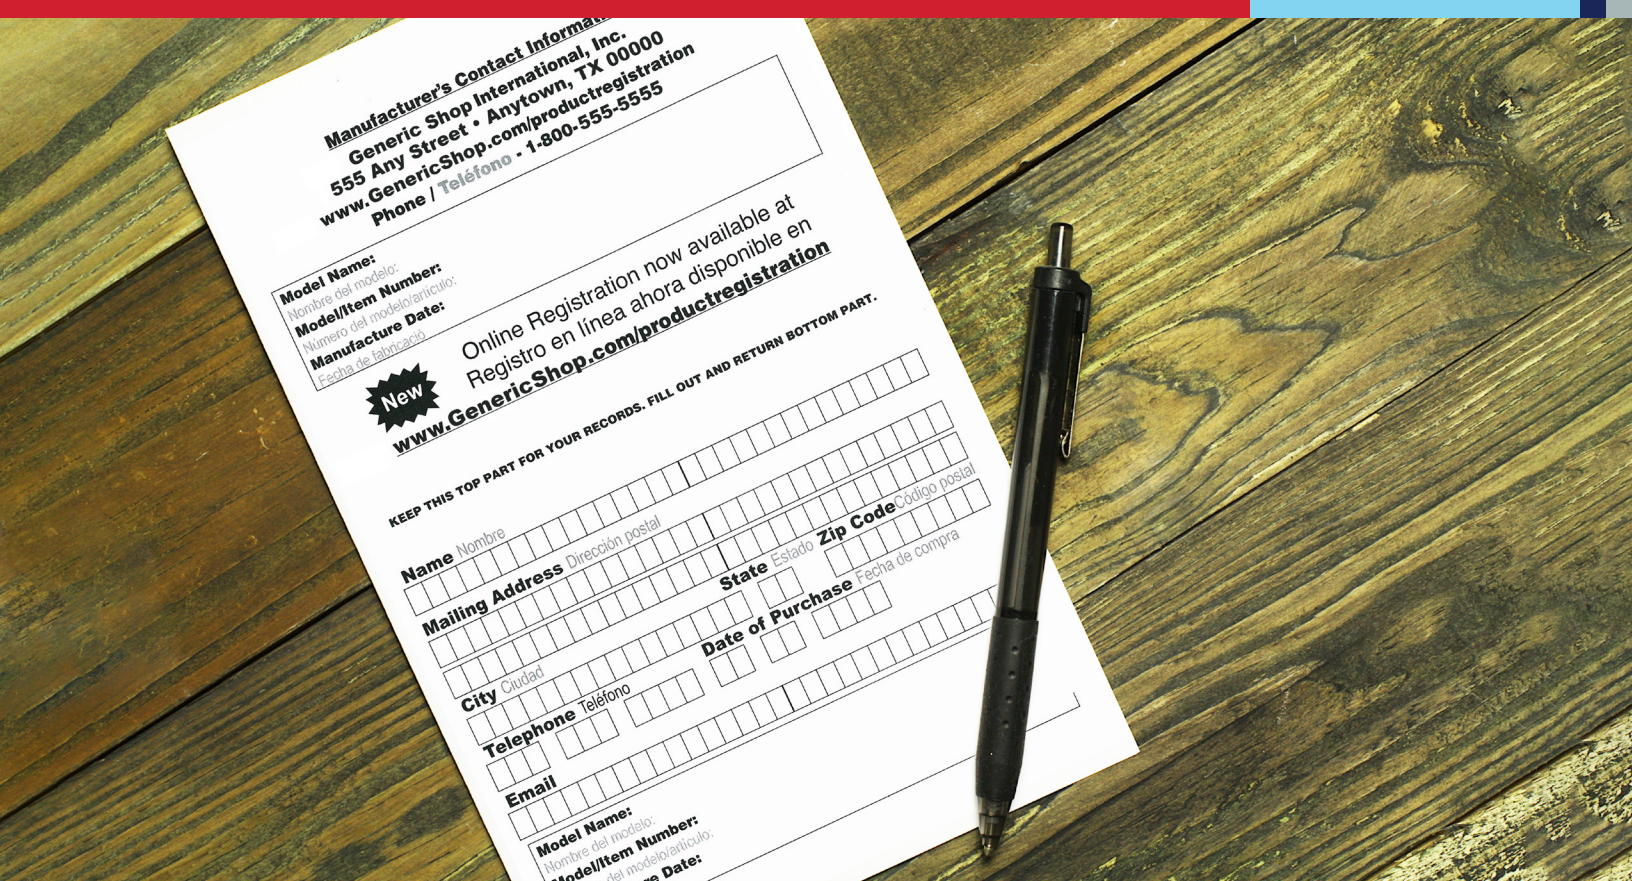 Manufacturer's Contact
Generic Shop International, Inc.
555 Any Street • Anytown, TX 00000
www.GenericShop.com/productregistration
Phone / Teléfono - 1-800-555-5555
Model Name:
Nombre del modelo:
Model/Item Number:
Número del modelo/artículo:
Manufacture Date:
Fecha de fabricació
New
Online Registration now available at
Registro en línea ahora disponible en
www.GenericShop.com/productregistration
KEEP THIS TOP PART FOR YOUR RECORDS. FILL OUT AND RETURN BOTTOM PART.
Name Nombre
Mailing Address Dirección postal
City Ciudad
State Estado
Zip Code Código postal
Telephone Teléfono
Date of Purchase Fecha de compra
Email
Model Name:
Nombre del modelo:
Model/Item Number:
del modelo/artículo:
Date: